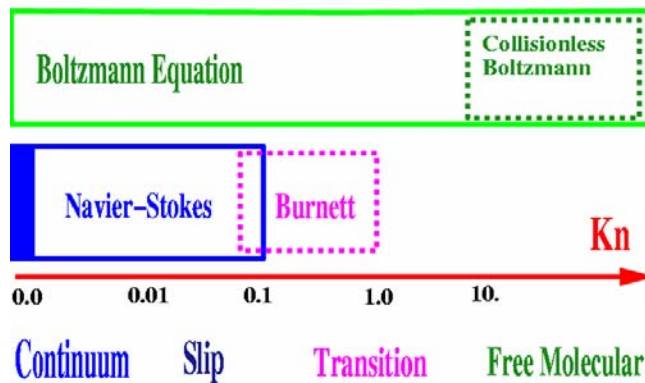 Boltzmann Equation
Collisionless
Boltzmann
Navier–Stokes
Burnett
Kn
0.0 0.01 0.1 1.0 10.
Continuum Slip Transition Free Molecular